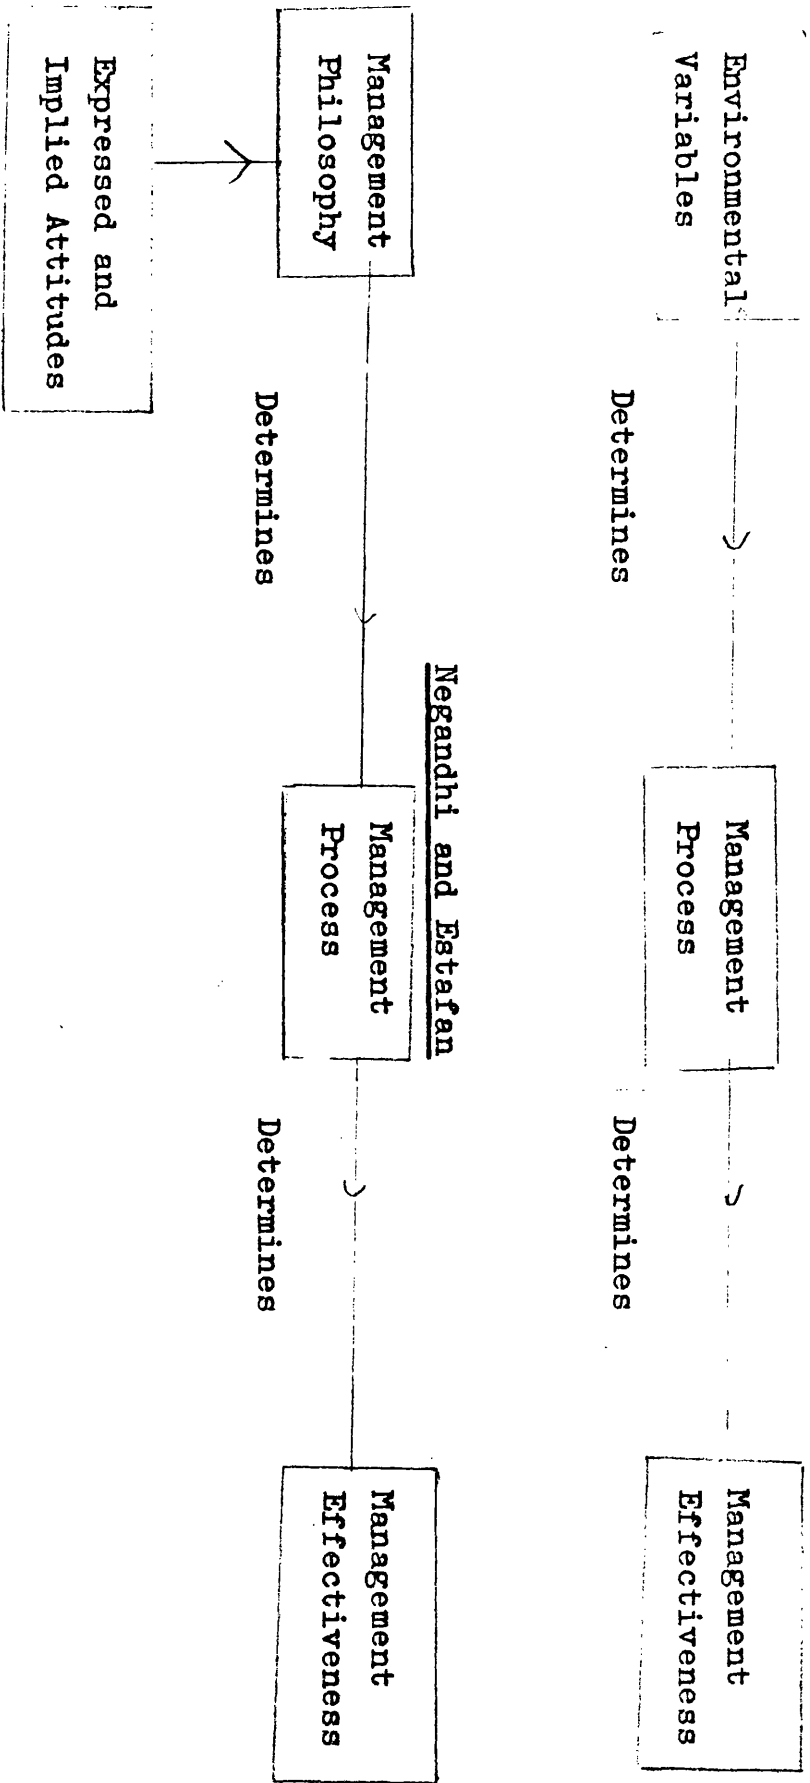 Environmental
Variables
Determines
Management
Process
Determines
Management
Effectiveness
Negandhi and Estafan
Management
Philosophy
Determines
Management
Process
Determines
Management
Effectiveness
Expressed and
Implied Attitudes